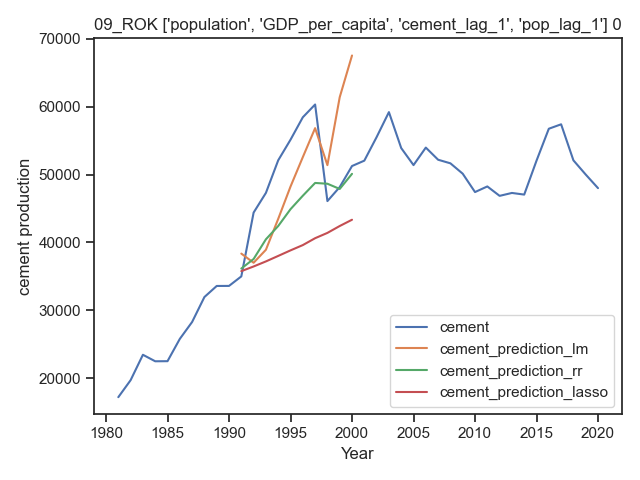 09_ROK ['population', 'GDP_per_capita', 'cement_lag_1', 'pop_lag_1'] 0
70000
60000
50000
40000
30000
20000
cement production
cement
cement_prediction_lm
cement_prediction_rr
cement_prediction_lasso
1980 1985 1990 1995 2000 2005 2010 2015 2020
Year